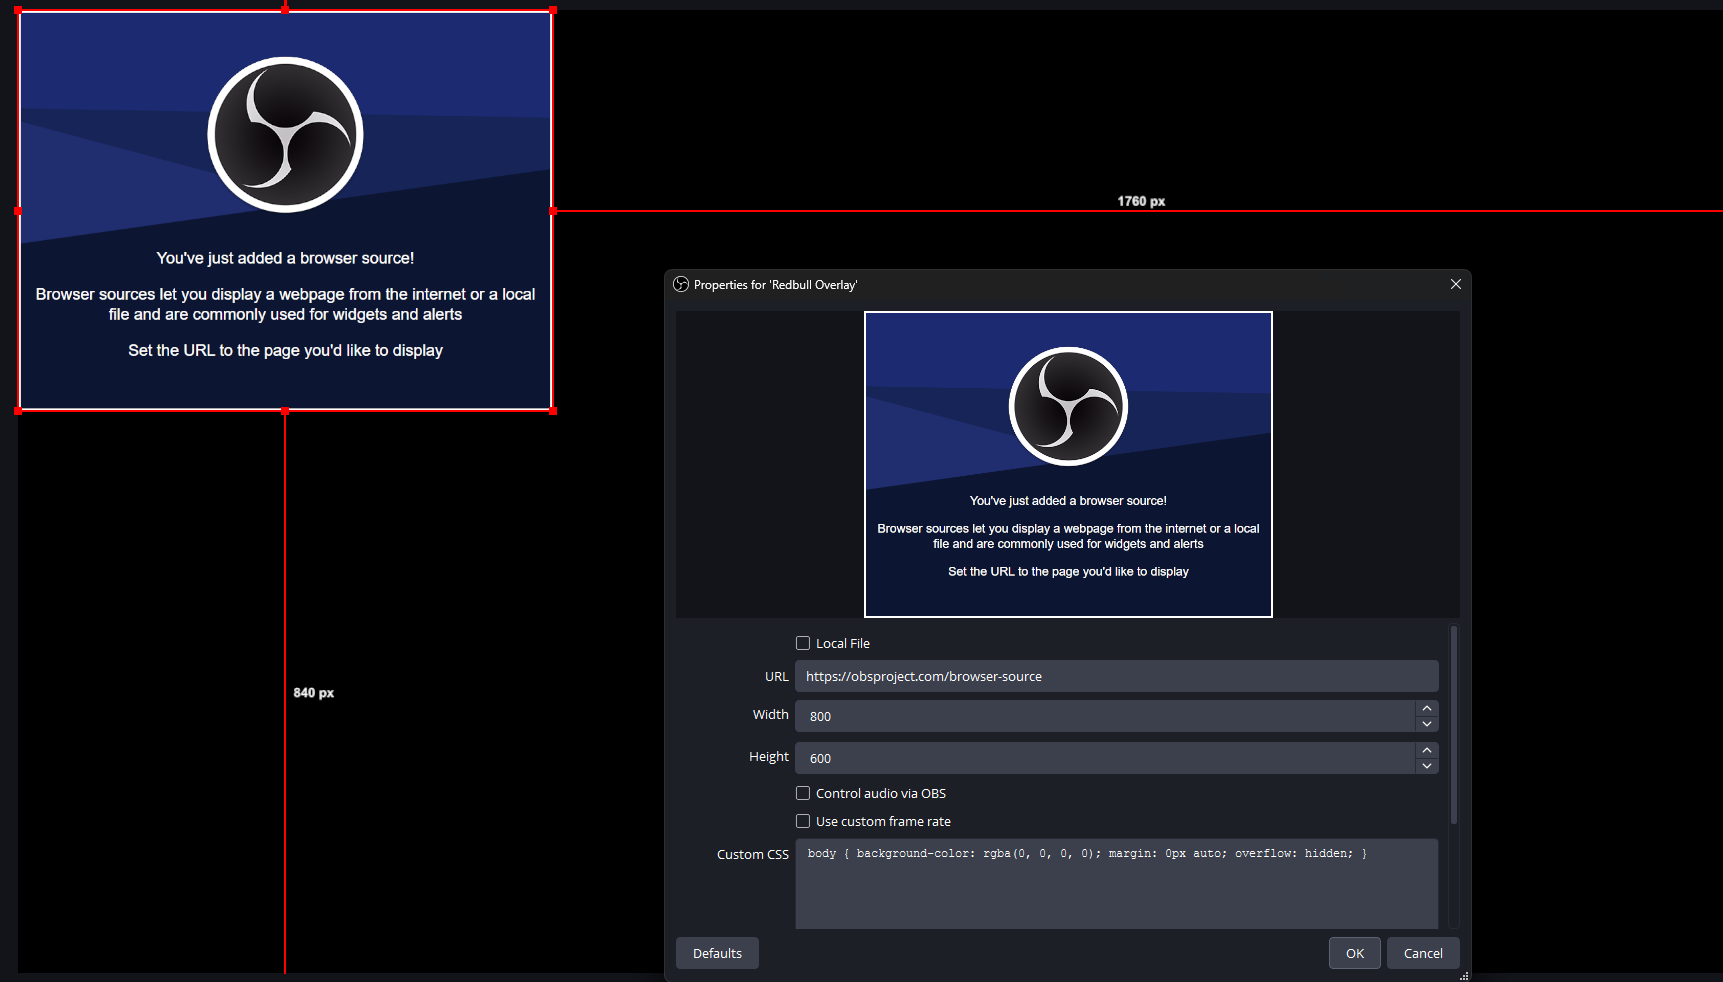 You've just added a browser source!
Browser sources let you display a webpage from the internet or a local
file and are commonly used for widgets and alerts
Set the URL to the page you'd like to display
1760 px
840 px
Properties for 'Redbull Overlay'
You've just added a browser source!
Browser sources let you display a webpage from the internet or a local
file and are commonly used for widgets and alerts
Set the URL to the page you'd like to display
Local File
URL https://obsproject.com/browser-source
Width 800
Height 600
Control audio via OBS
Use custom frame rate
Custom CSS body { background-color: rgba(0, 0, 0, 0); margin: 0px auto; overflow: hidden; }
Defaults OK Cancel